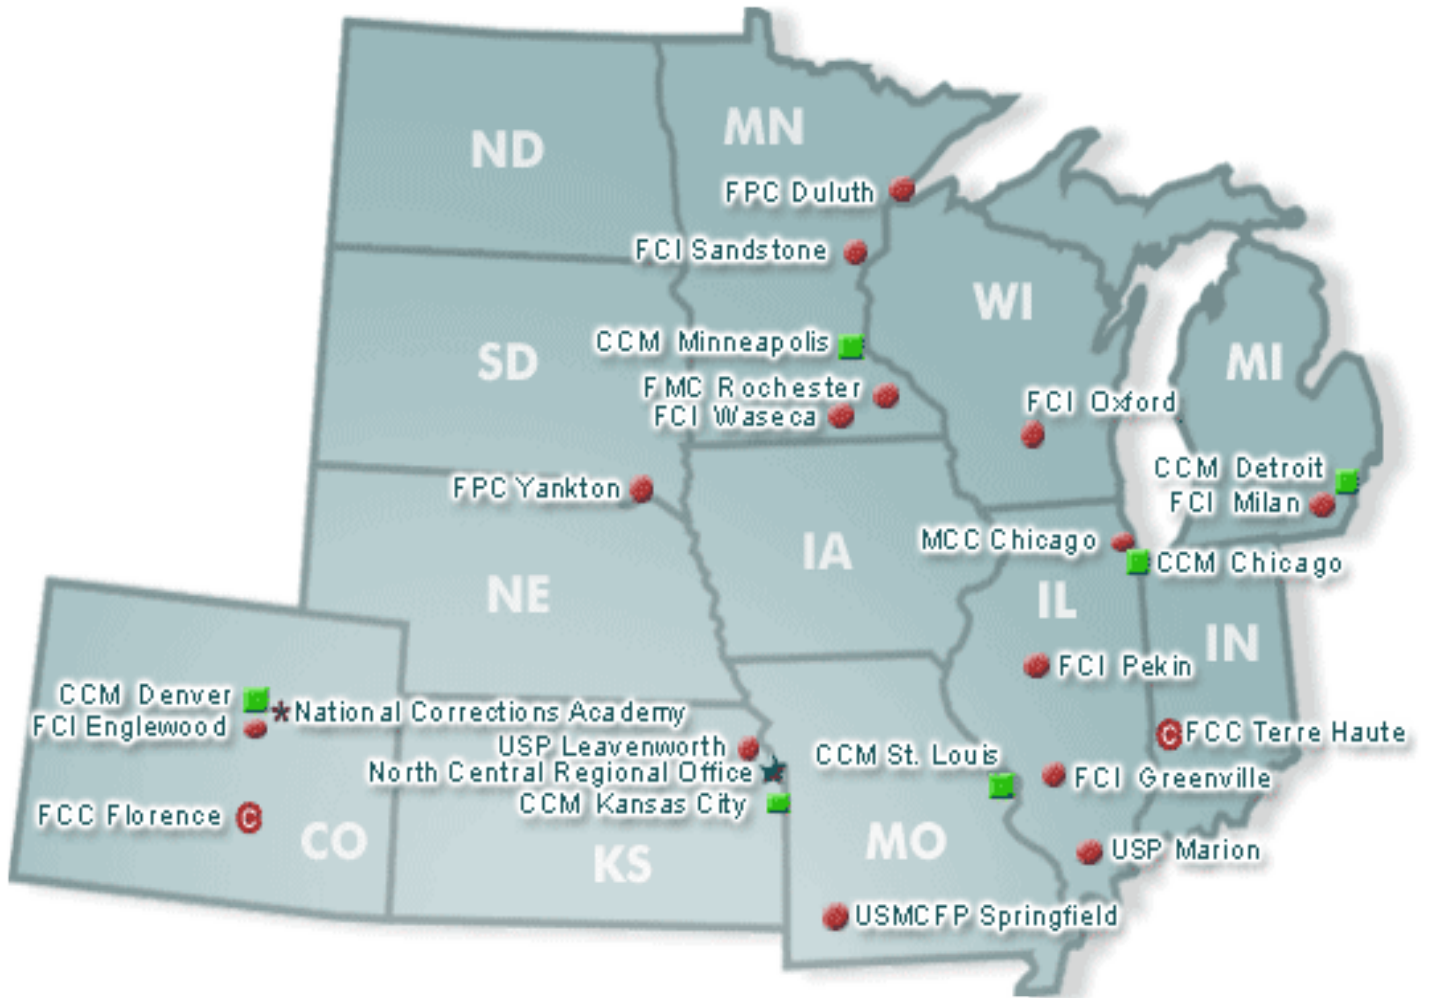 ND
MN
FPC Duluth
FCI Sandstone
WI
CCM Minneapolis
SD
MI
FMC Rochester
FCI Oxford
FCI Waseca
CCM Detroit
FPC Yankton
FCI Milan
MCC Chicago
IA
CCM Chicago
NE
IL
IN
FCI Pekin
CCM Denver
National Corrections Academy
FCI Englewood
FCC Terre Haute
USP Leavenworth
CCM St. Louis
North Central Regional Office
FCI Greenville
CCM Kansas City
FCC Florence
C
C
CO
MO
USP Marion
KS
USMCFP Springfield